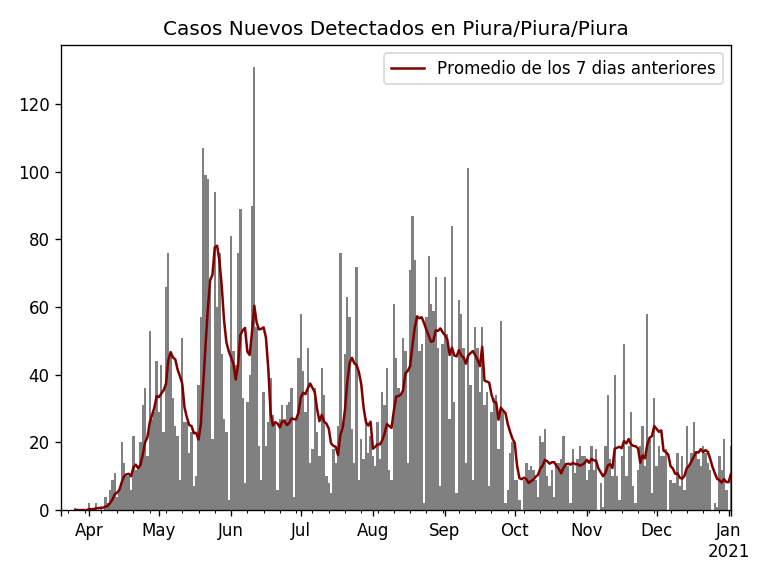 Casos Nuevos Detectados en Piura/Piura/Piura
Promedio de los 7 dias anteriores
120
100
80
60
40
20
0
Apr May Jun Jul Aug Sep Oct Nov Dec Jan
2021